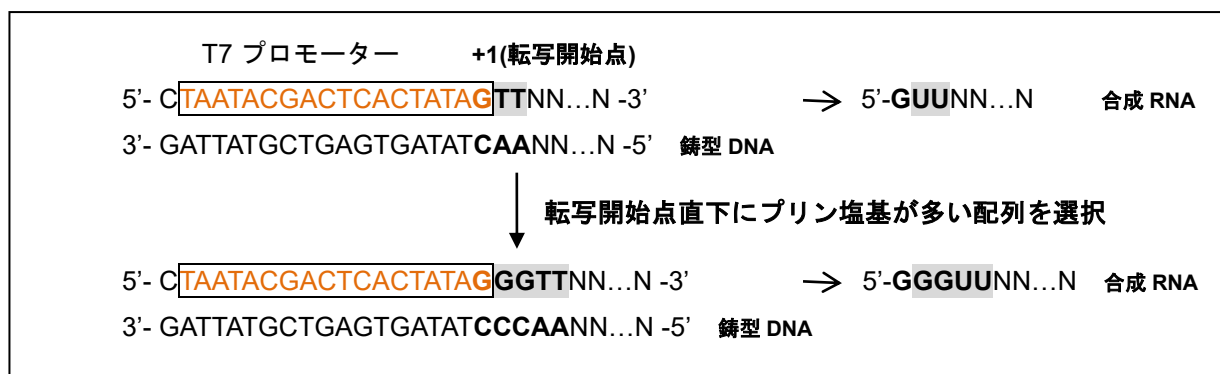 T7 プロモーター +1(転写開始点)
5’- CTAATACGACTCACTATAGTTNN…N -3’ → 5’-GUUNN…N 合成 RNA
3’- GATTATGCTGAGTGATATCAANN…N -5’ 鋳型 DNA
転写開始点直下にプリン塩基が多い配列を選択
5’- CTAATACGACTCACTATAGGGTTNN…N -3’ → 5’-GGGUUNN…N 合成 RNA
3’- GATTATGCTGAGTGATATCCCAANN…N -5’ 鋳型 DNA